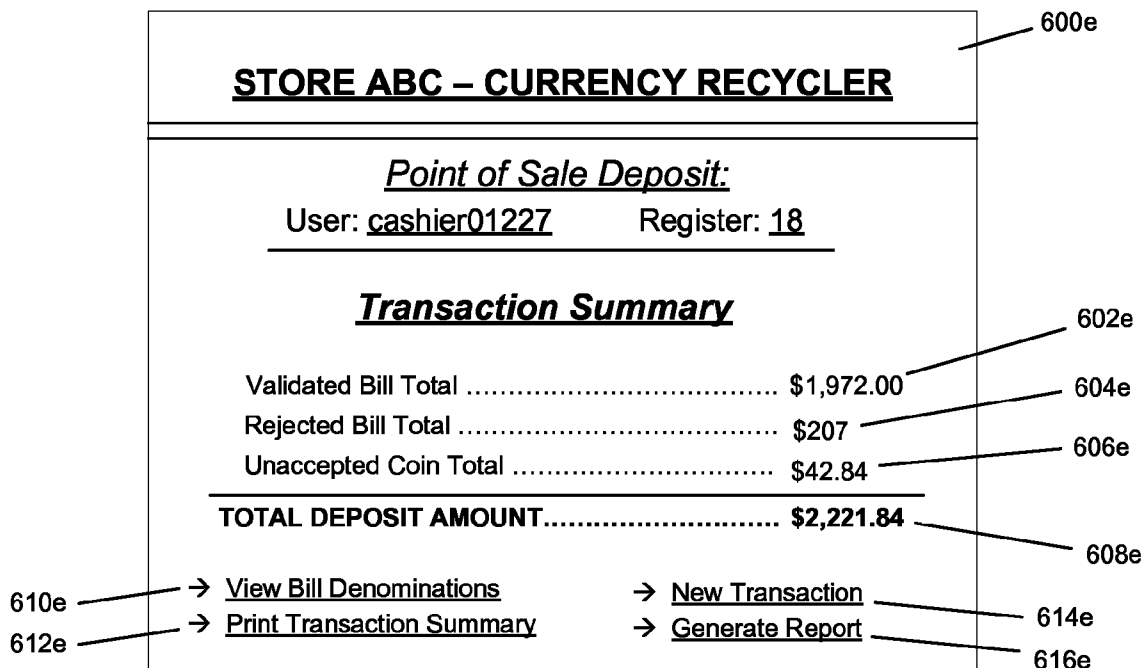 600e
STORE ABC – CURRENCY RECYCLER
Point of Sale Deposit:
User: cashier01227 Register: 18
Transaction Summary
602e
Validated Bill Total ........................................ $1,972.00
604e
Rejected Bill Total ......................................... $207
606e
Unaccepted Coin Total ................................. $42.84
TOTAL DEPOSIT AMOUNT............................ $2,221.84
608e
610e → View Bill Denominations → New Transaction 614e
612e → Print Transaction Summary → Generate Report 616e